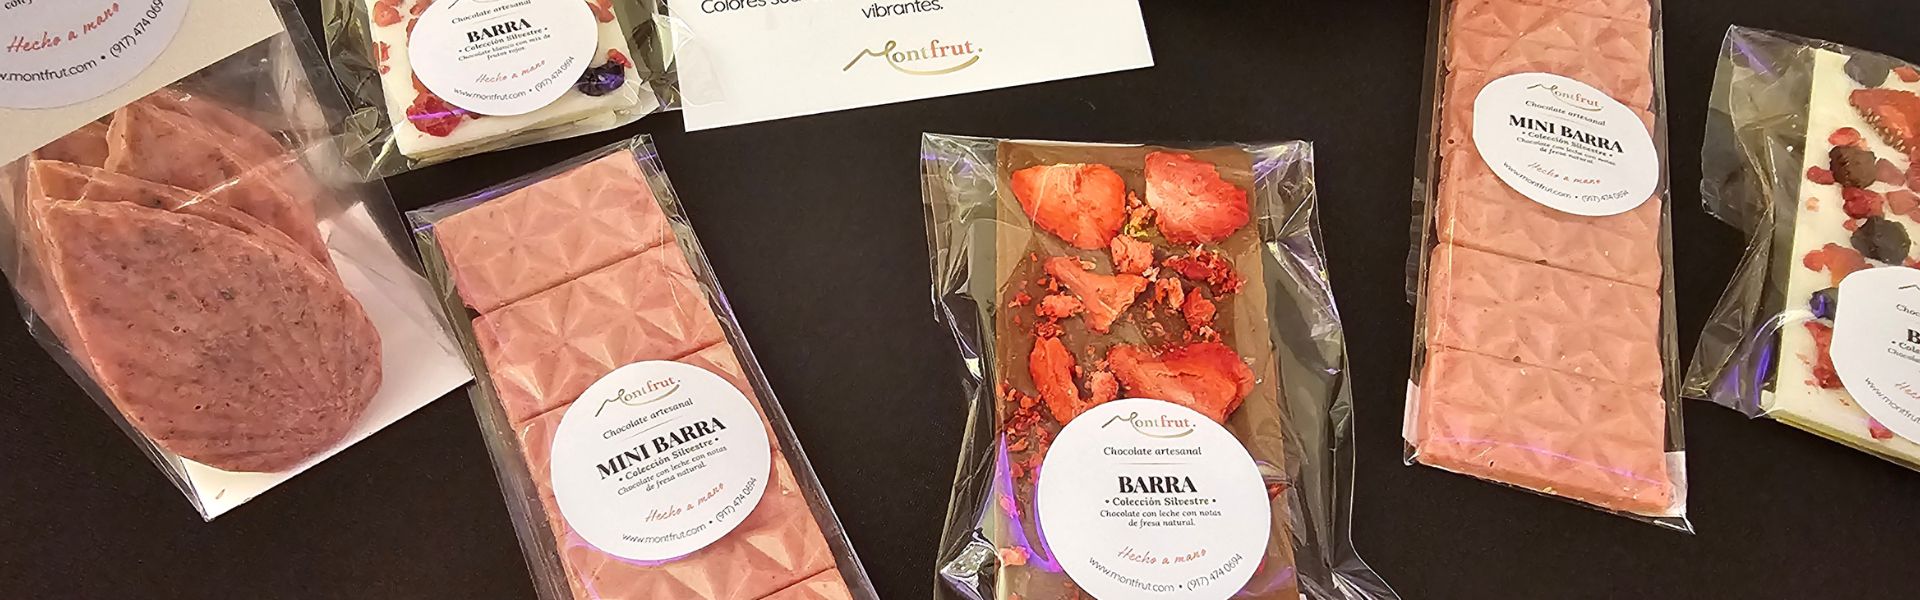 Hecho a mano
w.montfrut.com • (917) 474 069
Chocolate artesanal
BARRA
• Colección Silvestre •
Chocolate blanco con mix de
frutos rojos.
Hecho a mano
www.montfrut.com • (917) 474
Colores
vibrantes.
Montfrut.
Montfrut.
Chocolate artesanal
MINI BARRA
• Colección Silvestre •
Chocolate con leche con notas
de fresa natural.
Hecho a mano
www.montfrut.com • (917) 474 0694
Montfrut.
Chocolate artesanal
BARRA
• Colección Silvestre •
Chocolate con leche con notas
de fresa natural.
Hecho a mano
www.montfrut.com • (917) 474 0694
Montfrut.
Chocolate artesanal
MINI BARRA
• Colección Silvestre •
Chocolate con leche con notas
de fresa natural.
Hecho a mano
www.montfrut.com • (917) 474 0694